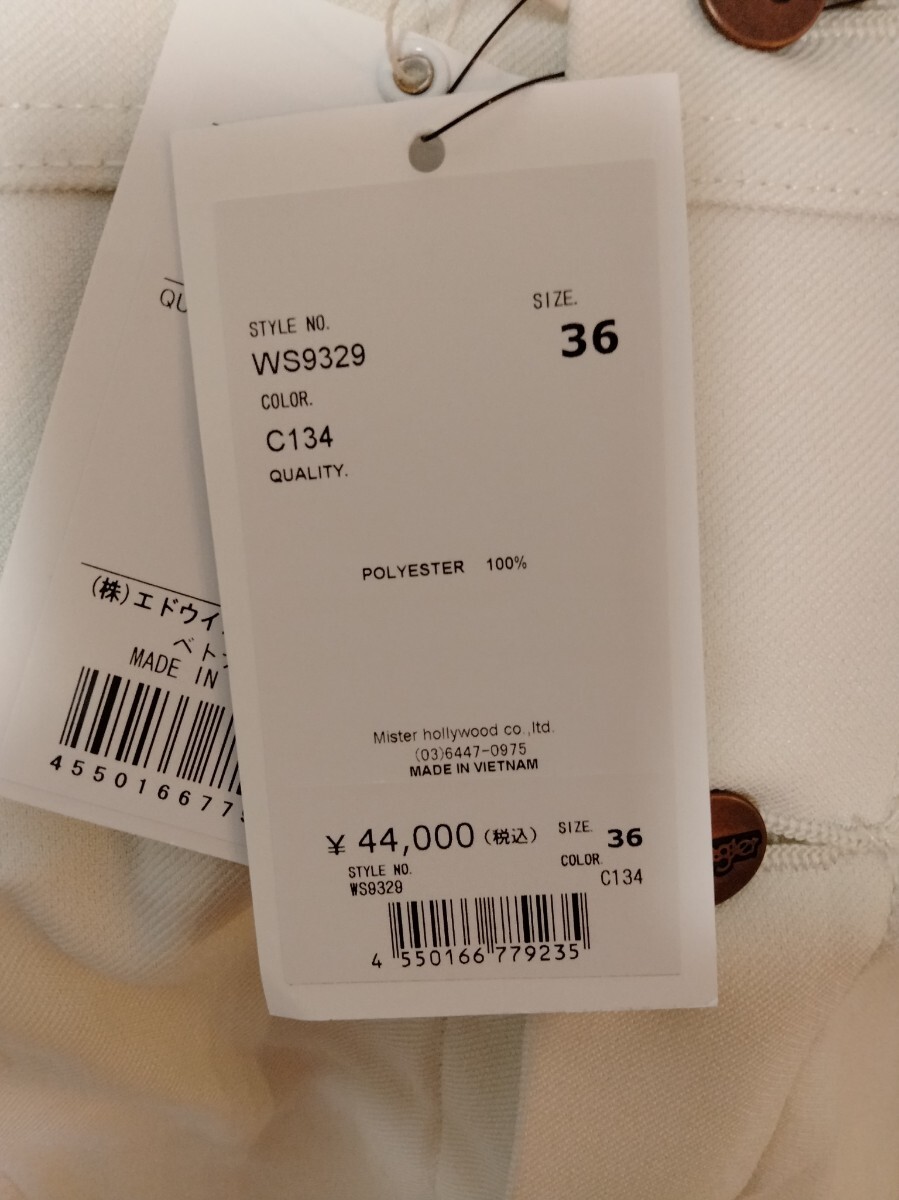 QU
(株)エドウイ
ベト
MADE IN
455016677
STYLE NO.
WS9329
SIZE.
36
COLOR.
C134
QUALITY.
POLYESTER 100%
Mister hollywood co.,ltd.
(03)6447-0975
MADE IN VIETNAM
¥ 44,000 (税込)
SIZE. 36
STYLE NO.
WS9329
COLOR.
C134
4 550166 779235
gler